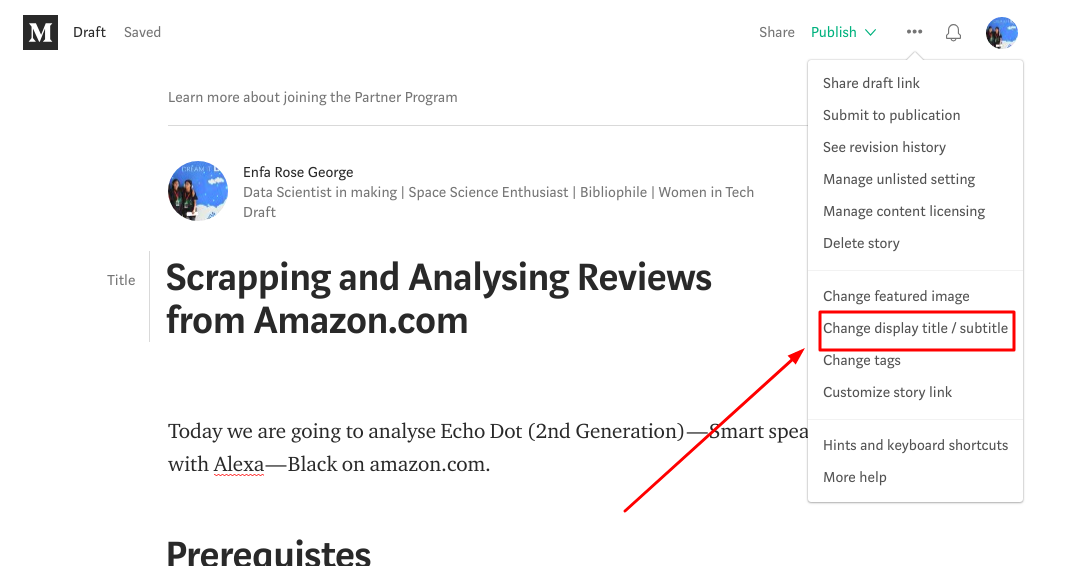 M Draft Saved Share Publish
Learn more about joining the Partner Program
Enfa Rose George
Data Scientist in making | Space Science Enthusiast | Bibliophile | Women in Tech
Draft
Title
Scrapping and Analysing Reviews
from Amazon.com
Today we are going to analyse Echo Dot (2nd Generation)—Smart
with Alexa—Black on amazon.com.
Prerequistes
Share draft link
Submit to publication
See revision history
Manage unlisted setting
Manage content licensing
Delete story
Change featured image
Change display title / subtitle
Change tags
Customize story link
Hints and keyboard shortcuts
More help